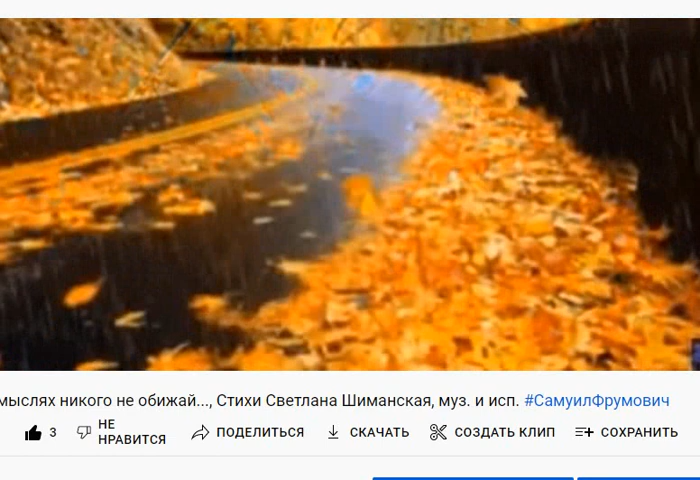 мыслях никого не обижай..., Стихи Светлана Шиманская, муз. и исп. #СамуилФрумович
3 НЕ НРАВИТСЯ ПОДЕЛИТЬСЯ СКАЧАТЬ СОЗДАТЬ КЛИП СОХРАНИТЬ